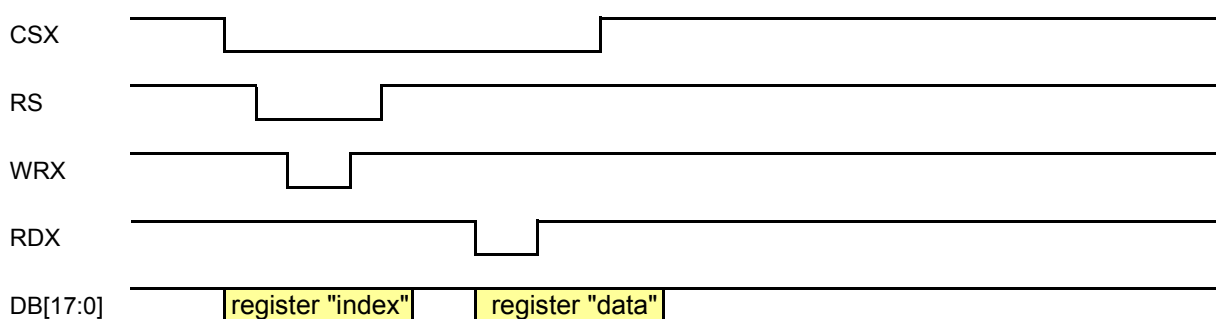 CSX
RS
WRX
RDX
DB[17:0] register "index" register "data"